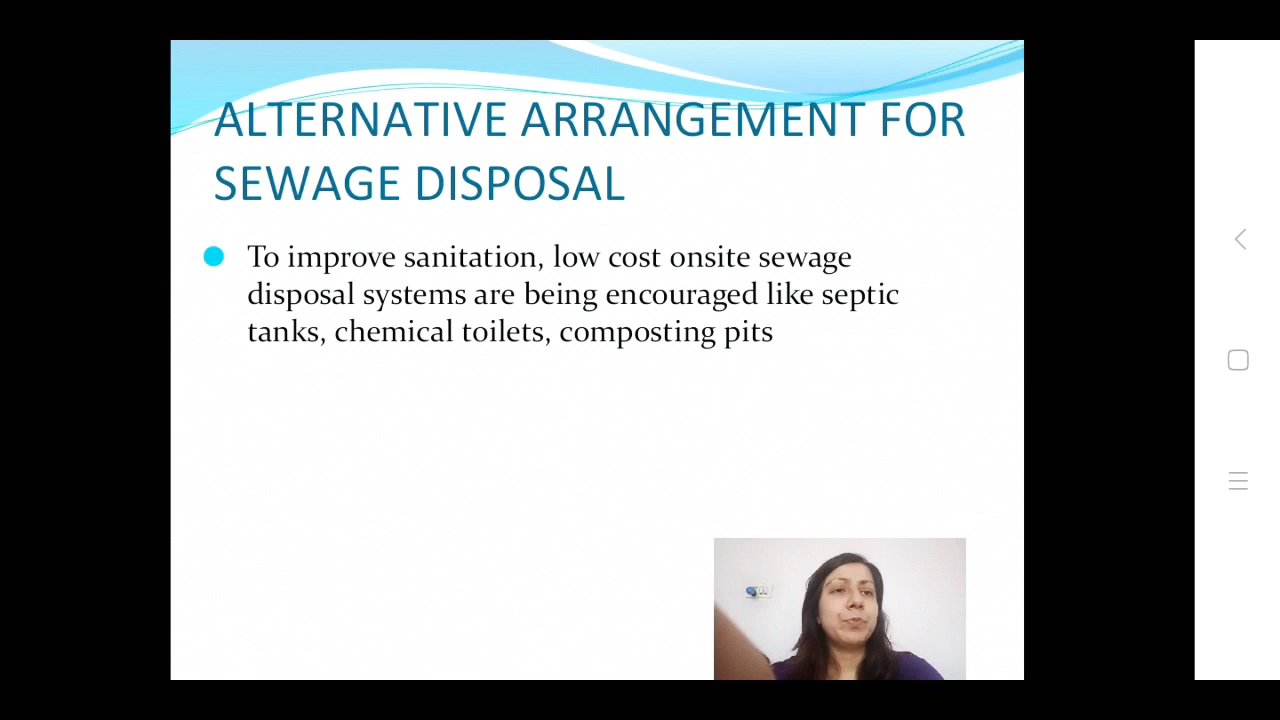 ALTERNATIVE ARRANGEMENT FOR
SEWAGE DISPOSAL
To improve sanitation, low cost onsite sewage
disposal systems are being encouraged like septic
tanks, chemical toilets, composting pits